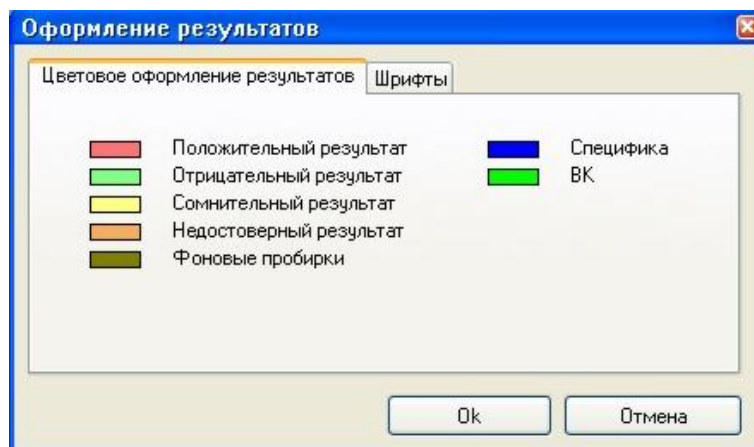 Оформление результатов
Цветовое оформление результатов
Шрифты
Положительный результат
Отрицательный результат
Сомнительный результат
Недостоверный результат
Фоновые пробирки
Специфика
ВК
Ok
Отмена